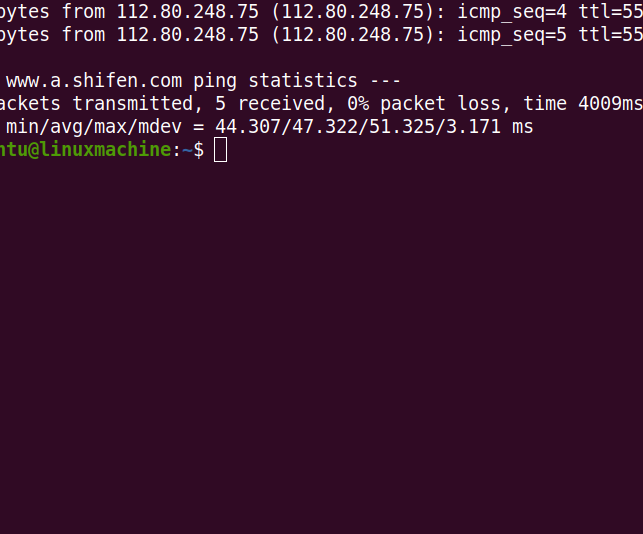 bytes from 112.80.248.75 (112.80.248.75): icmp_seq=4 ttl=55
bytes from 112.80.248.75 (112.80.248.75): icmp_seq=5 ttl=55
www.a.shifen.com ping statistics ---
ackets transmitted, 5 received, 0% packet loss, time 4009ms
min/avg/max/mdev = 44.307/47.322/51.325/3.171 ms
ntu@linuxmachine:~$